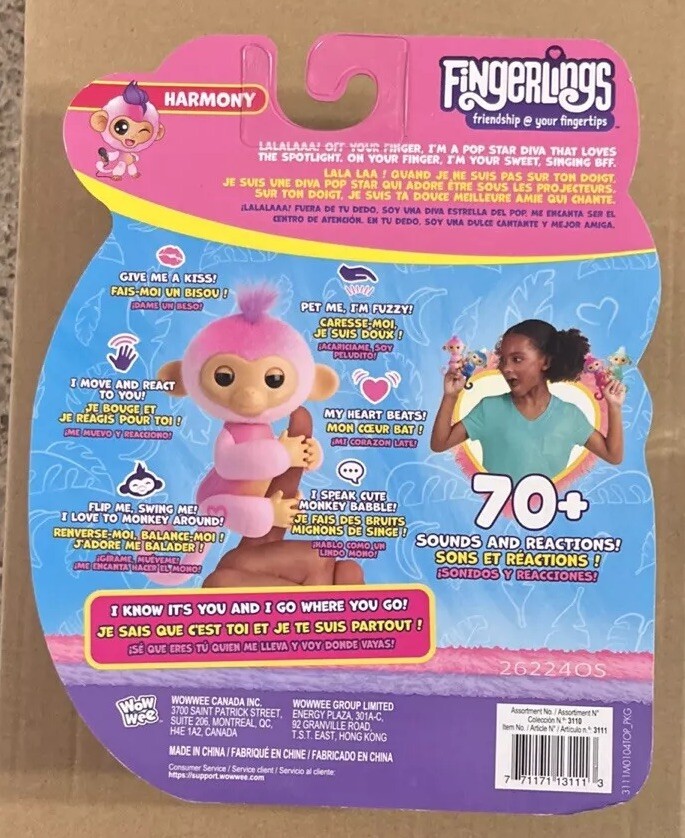 HARMONY
FiNGERLiNGS
friendship @ your fingertips
LALALAAA! OFF YOUR FINGER, I'M A POP STAR DIVA THAT LOVES
THE SPOTLIGHT. ON YOUR FINGER, I'M YOUR SWEET, SINGING BFF.
LALA LAA ! QUAND JE NE SUIS PAS SUR TON DOIGT,
JE SUIS UNE DIVA POP STAR QUI ADORE ÊTRE SOUS LES PROJECTEURS.
SUR TON DOIGT, JE SUIS TA DOUCE MEILLEURE AMIE QUI CHANTE.
¡LALALAAA! FUERA DE TU DEDO, SOY UNA DIVA ESTRELLA DEL POP, ME ENCANTA SER EL
CENTRO DE ATENCIÓN. EN TU DEDO, SOY UNA DULCE CANTANTE Y MEJOR AMIGA.
GIVE ME A KISS!
FAIS-MOI UN BISOU !
¡DAME UN BESO!
PET ME, I'M FUZZY!
CARESSE-MOI,
JE SUIS DOUX !
¡ACARICIAME, SOY
PELUDITO!
I MOVE AND REACT
TO YOU!
JE BOUGE ET
JE RÉAGIS POUR TOI !
¡ME MUEVO Y REACCIONO!
MY HEART BEATS!
MON CŒUR BAT !
¡MI CORAZON LATE!
FLIP ME, SWING ME!
I LOVE TO MONKEY AROUND!
RENVERSE-MOI, BALANCE-MOI !
J'ADORE ME BALADER !
¡GIRAME, MUEVEME!
¡ME ENCANTA HACER EL MONO!
I SPEAK CUTE
MONKEY BABBLE!
JE FAIS DES BRUITS
MIGNONS DE SINGE !
¡HABLO COMO UN
LINDO MONO!
70+
SOUNDS AND REACTIONS!
SONS ET RÉACTIONS !
¡SONIDOS Y REACCIONES!
I KNOW IT'S YOU AND I GO WHERE YOU GO!
JE SAIS QUE C'EST TOI ET JE TE SUIS PARTOUT !
¡SÉ QUE ERES TÚ QUIEN ME LLEVA Y VOY DONDE VAYAS!
26224OS
WOW
Wee
WOWWEE CANADA INC.
3700 SAINT PATRICK STREET,
SUITE 206, MONTREAL, QC,
H4E 1A2, CANADA
WOWWEE GROUP LIMITED
ENERGY PLAZA, 301A-C,
92 GRANVILLE ROAD,
T.S.T. EAST, HONG KONG
MADE IN CHINA / FABRIQUÉ EN CHINE / FABRICADO EN CHINA
Consumer Service / Service client / Servicio al cliente:
https://support.wowwee.com
Assortment No. / Assortiment N°
Colección N.º: 3110
Item No. / Article N° / Artículo n.º: 3111
7 71171 13111 3
3111M0104TOP_PKG